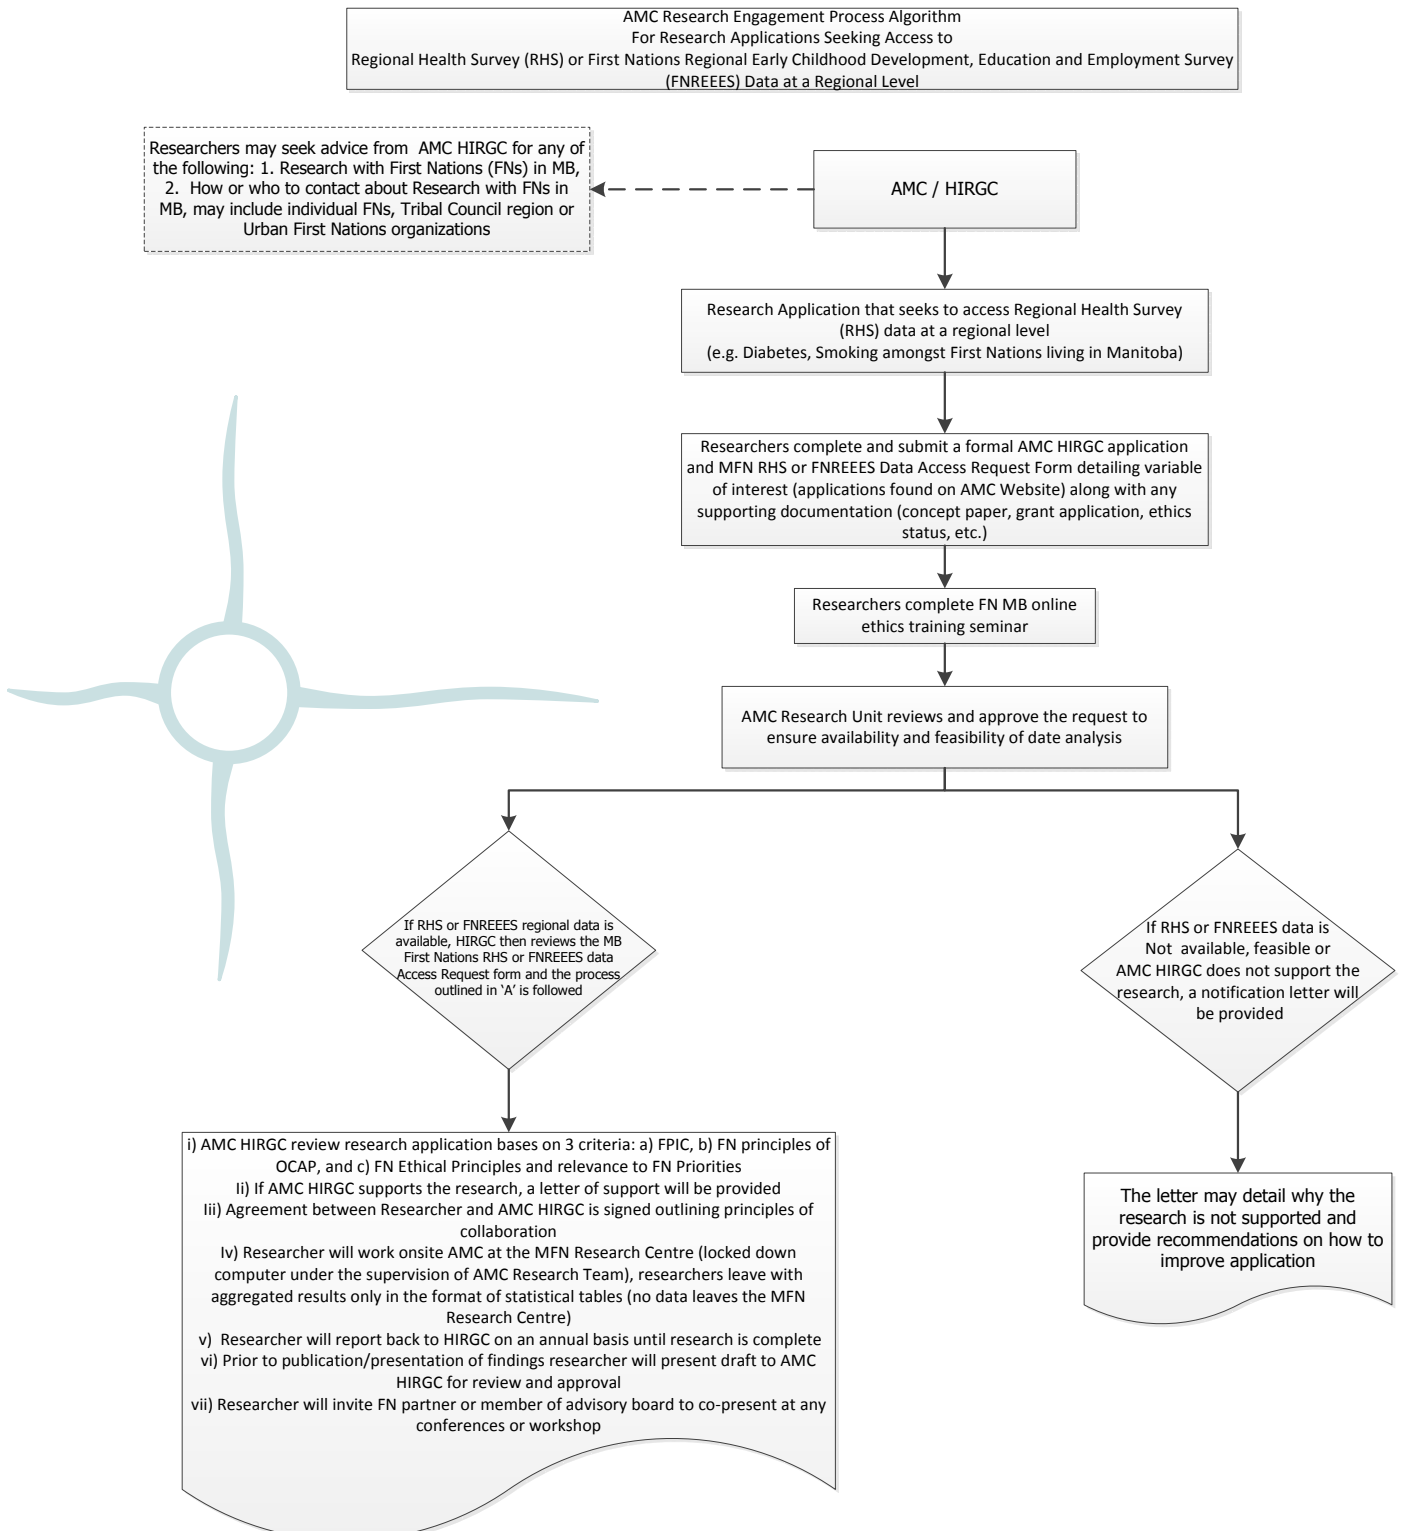 AMC Research Engagement Process Algorithm
For Research Applications Seeking Access to
Regional Health Survey (RHS) or First Nations Regional Early Childhood Development, Education and Employment Survey
(FNREEES) Data at a Regional Level
Researchers may seek advice from AMC HIRGC for any of
the following: 1. Research with First Nations (FNs) in MB,
2. How or who to contact about Research with FNs in
MB, may include individual FNs, Tribal Council region or
Urban First Nations organizations
AMC / HIRGC
Research Application that seeks to access Regional Health Survey
(RHS) data at a regional level
(e.g. Diabetes, Smoking amongst First Nations living in Manitoba)
Researchers complete and submit a formal AMC HIRGC application
and MFN RHS or FNREEES Data Access Request Form detailing variable
of interest (applications found on AMC Website) along with any
supporting documentation (concept paper, grant application, ethics
status, etc.)
Researchers complete FN MB online
ethics training seminar
AMC Research Unit reviews and approve the request to
ensure availability and feasibility of date analysis
If RHS or FNREEES regional data is
available, HIRGC then reviews the MB
First Nations RHS or FNREEES data
Access Request form and the process
outlined in ‘A’ is followed
If RHS or FNREEES data is
Not available, feasible or
AMC HIRGC does not support the
research, a notification letter will
be provided
i) AMC HIRGC review research application bases on 3 criteria: a) FPIC, b) FN principles of
OCAP, and c) FN Ethical Principles and relevance to FN Priorities
Ii) If AMC HIRGC supports the research, a letter of support will be provided
Iii) Agreement between Researcher and AMC HIRGC is signed outlining principles of
collaboration
Iv) Researcher will work onsite AMC at the MFN Research Centre (locked down
computer under the supervision of AMC Research Team), researchers leave with
aggregated results only in the format of statistical tables (no data leaves the MFN
Research Centre)
v) Researcher will report back to HIRGC on an annual basis until research is complete
vi) Prior to publication/presentation of findings researcher will present draft to AMC
HIRGC for review and approval
vii) Researcher will invite FN partner or member of advisory board to co-present at any
conferences or workshop
The letter may detail why the
research is not supported and
provide recommendations on how to
improve application